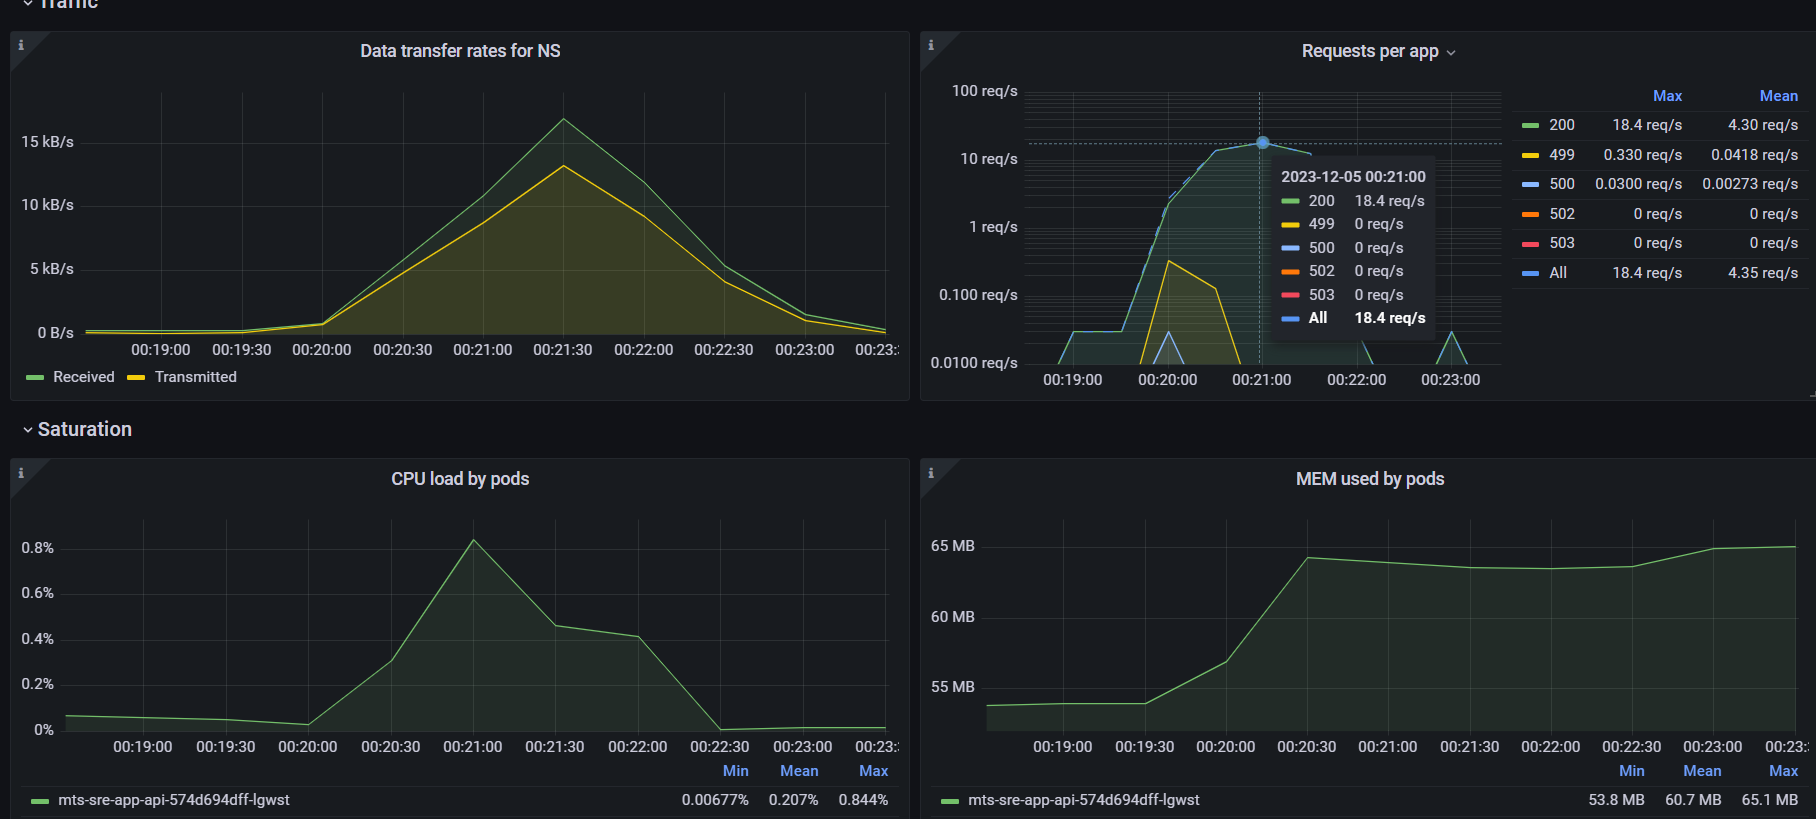 Traffic
Data transfer rates for NS
15 kB/s
10 kB/s
5 kB/s
0 B/s
00:19:00 00:19:30 00:20:00 00:20:30 00:21:00 00:21:30 00:22:00 00:22:30 00:23:00 00:23:
Received Transmitted
Requests per app
100 req/s
10 req/s
1 req/s
0.100 req/s
0.0100 req/s
00:19:00 00:20:00 00:21:00 00:22:00 00:23:00
2023-12-05 00:21:00
200 18.4 req/s
499 0 req/s
500 0 req/s
502 0 req/s
503 0 req/s
All 18.4 req/s
Max Mean
200 18.4 req/s 4.30 req/s
499 0.330 req/s 0.0418 req/s
500 0.0300 req/s 0.00273 req/s
502 0 req/s 0 req/s
503 0 req/s 0 req/s
All 18.4 req/s 4.35 req/s
Saturation
CPU load by pods
0.8%
0.6%
0.4%
0.2%
0%
00:19:00 00:19:30 00:20:00 00:20:30 00:21:00 00:21:30 00:22:00 00:22:30 00:23:00 00:23:
Min Mean Max
mts-sre-app-api-574d694dff-lgwst 0.00677% 0.207% 0.844%
MEM used by pods
65 MB
60 MB
55 MB
00:19:00 00:19:30 00:20:00 00:20:30 00:21:00 00:21:30 00:22:00 00:22:30 00:23:00 00:23:
Min Mean Max
mts-sre-app-api-574d694dff-lgwst 53.8 MB 60.7 MB 65.1 MB